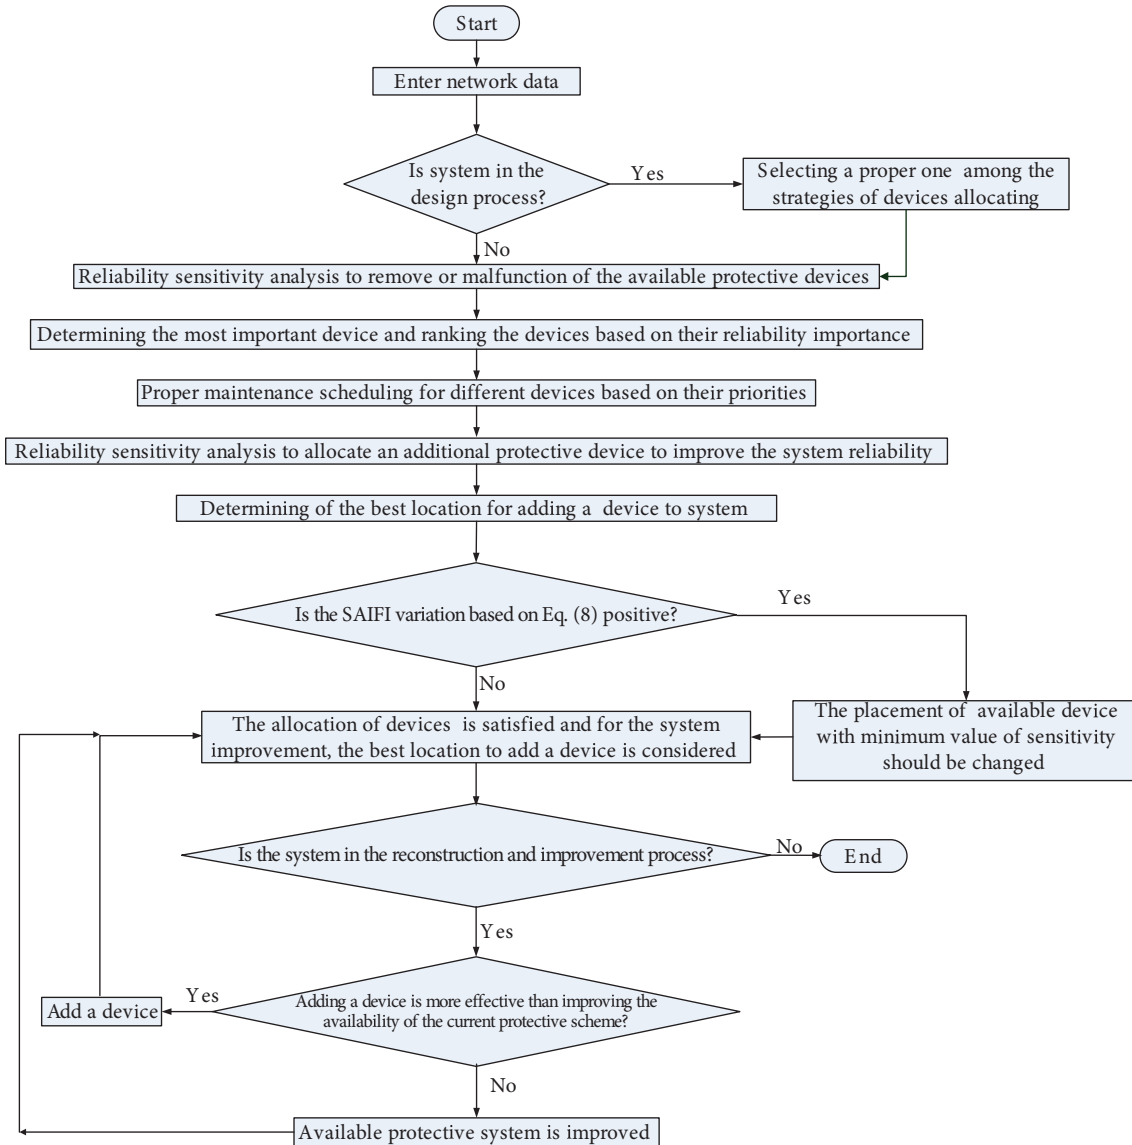 Start
Enter network data
Is system in the
design process?
Yes
Selecting a proper one among the
strategies of devices allocating
No
Reliability sensitivity analysis to remove or malfunction of the available protective devices
Determining the most important device and ranking the devices based on their reliability importance
Proper maintenance scheduling for different devices based on their priorities
Reliability sensitivity analysis to allocate an additional protective device to improve the system reliability
Determining of the best location for adding a device to system
Is the SAIFI variation based on Eq. (8) positive?
Yes
No
The placement of available device
with minimum value of sensitivity
should be changed
The allocation of devices is satisfied and for the system
improvement, the best location to add a device is considered
Is the system in the reconstruction and improvement process?
No
End
Yes
Adding a device is more effective than improving the
availability of the current protective scheme?
Yes
Add a device
No
Available protective system is improved